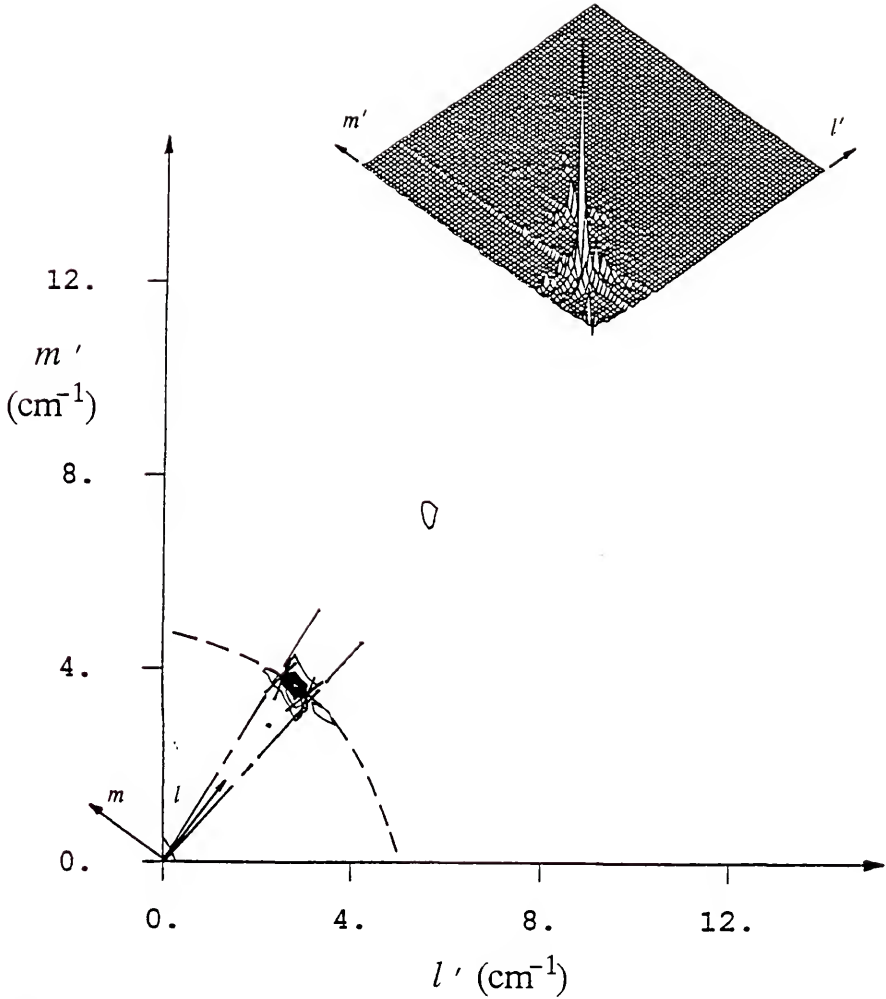 m' l'
12.
m'
(cm⁻¹)
8.
4.
m l
0.
0. 4. 8. 12.
l' (cm⁻¹)